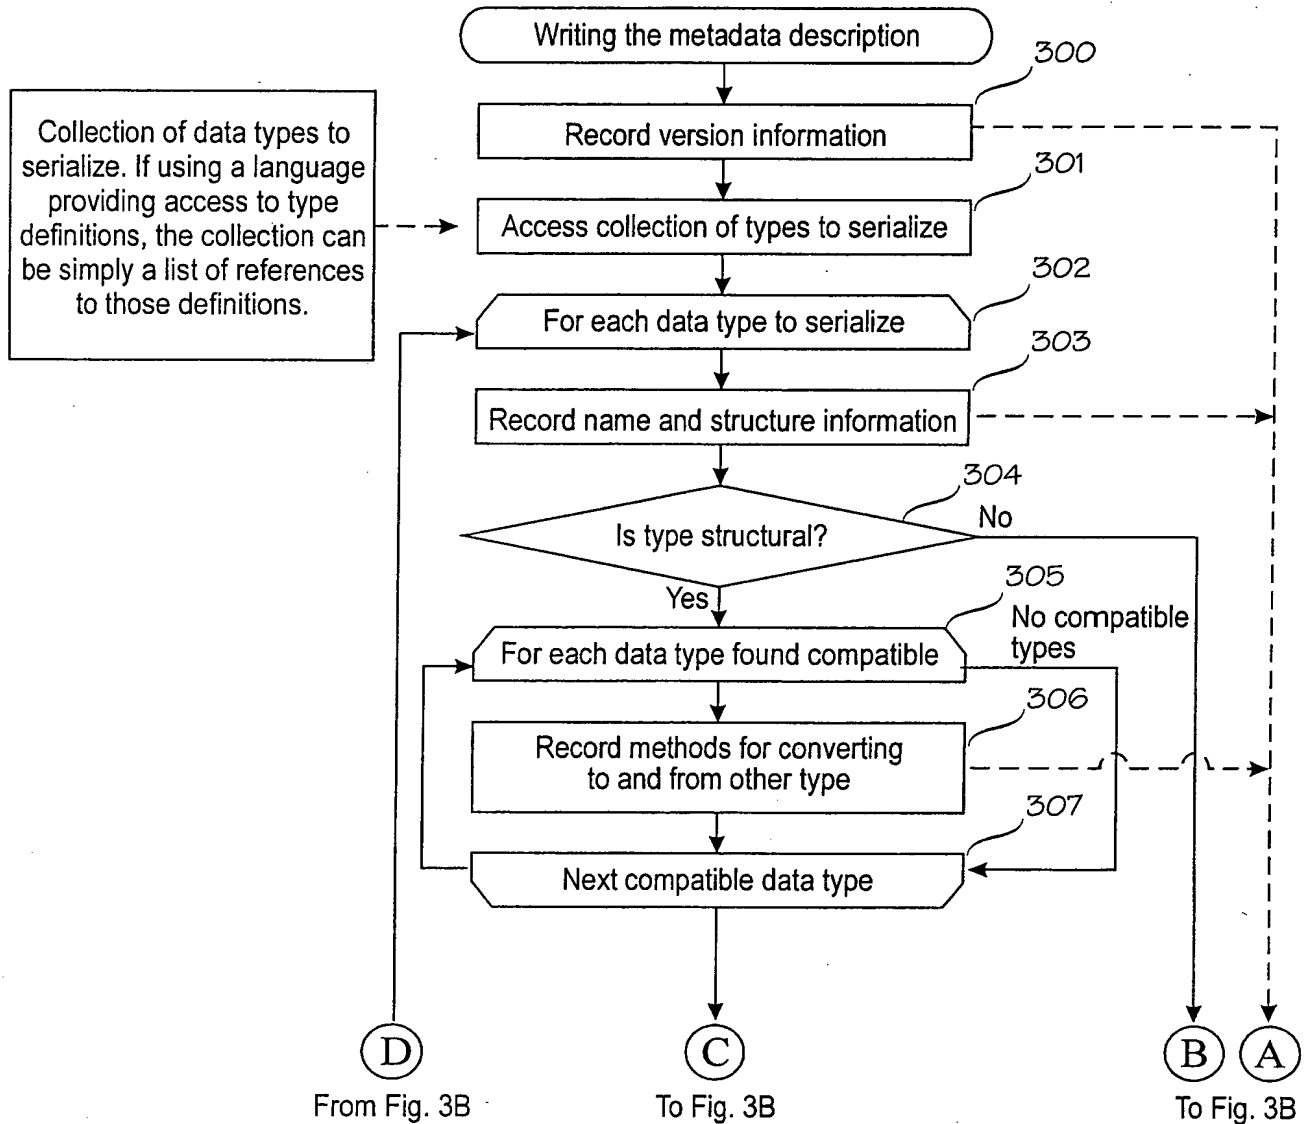 Writing the metadata description
300
Record version information
Collection of data types to
serialize. If using a language
providing access to type
definitions, the collection can
be simply a list of references
to those definitions.
301
Access collection of types to serialize
302
For each data type to serialize
303
Record name and structure information
304
Is type structural?
No
Yes
305
No compatible
types
For each data type found compatible
306
Record methods for converting
to and from other type
307
Next compatible data type
D
C
B
A
From Fig. 3B
To Fig. 3B
To Fig. 3B